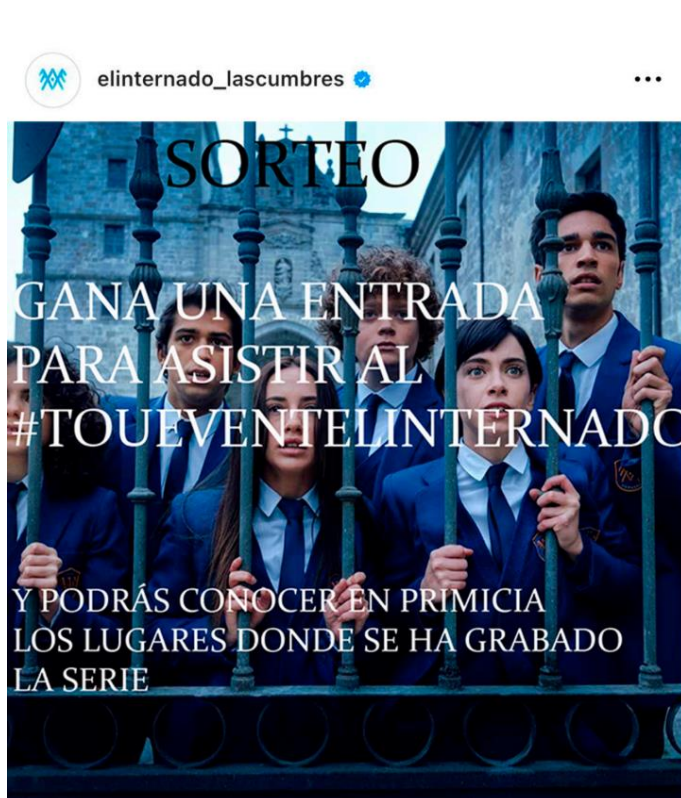 elinternado_lascumbres
SORTEO
GANA UNA ENTRADA
PARA ASISTIR AL
#TOUEVENTELINTERNADO
Y PODRÁS CONOCER EN PRIMICIA
LOS LUGARES DONDE SE HA GRABADO
LA SERIE